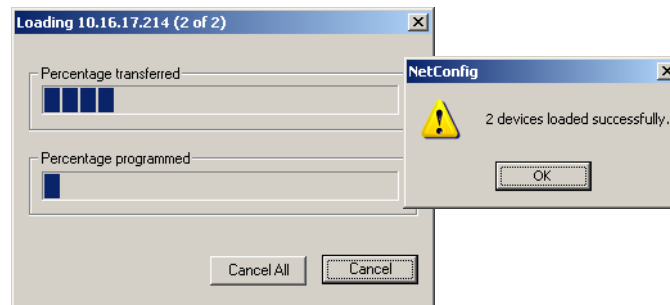 Loading 10.16.17.214 (2 of 2)
Percentage transferred
Percentage programmed
Cancel All
Cancel
NetConfig
2 devices loaded successfully.
OK